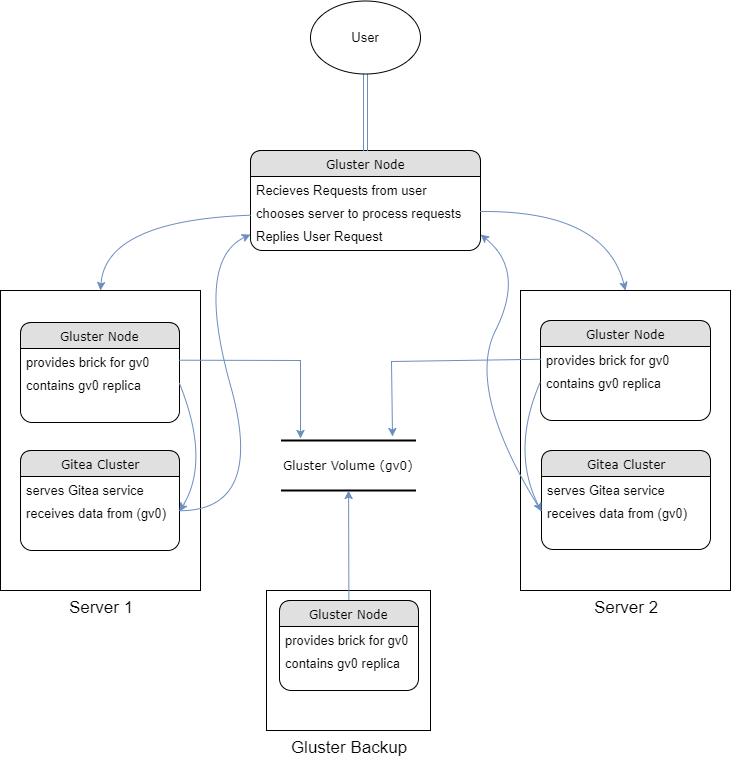 User
Gluster Node
Recieves Requests from user
chooses server to process requests
Replies User Request
Gluster Node
provides brick for gv0
contains gv0 replica
Gitea Cluster
serves Gitea service
receives data from (gv0)
Server 1
Gluster Node
provides brick for gv0
contains gv0 replica
Gitea Cluster
serves Gitea service
receives data from (gv0)
Server 2
Gluster Volume (gv0)
Gluster Node
provides brick for gv0
contains gv0 replica
Gluster Backup